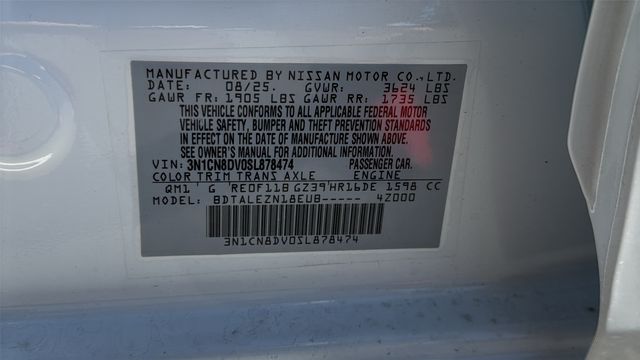 MANUFACTURED BY NISSAN MOTOR CO., LTD.
DATE: 08/25. GVWR: 3624 LBS
GAWR FR: 1905 LBS GAWR RR: 1735 LBS
THIS VEHICLE CONFORMS TO ALL APPLICABLE FEDERAL MOTOR
VEHICLE SAFETY, BUMPER AND THEFT PREVENTION STANDARDS
IN EFFECT ON THE DATE OF MANUFACTURE SHOWN ABOVE.
SEE OWNER'S MANUAL FOR ADDITIONAL INFORMATION.
VIN: 3N1CN8DV0SL878474 PASSENGER CAR.
COLOR TRIM TRANS AXLE ENGINE
QM1 G RE0F11B GZ39 HR16DE 1598 CC
MODEL: BDTALEZN18EUB----- 4Z000
3N1CN8DV0SL878474